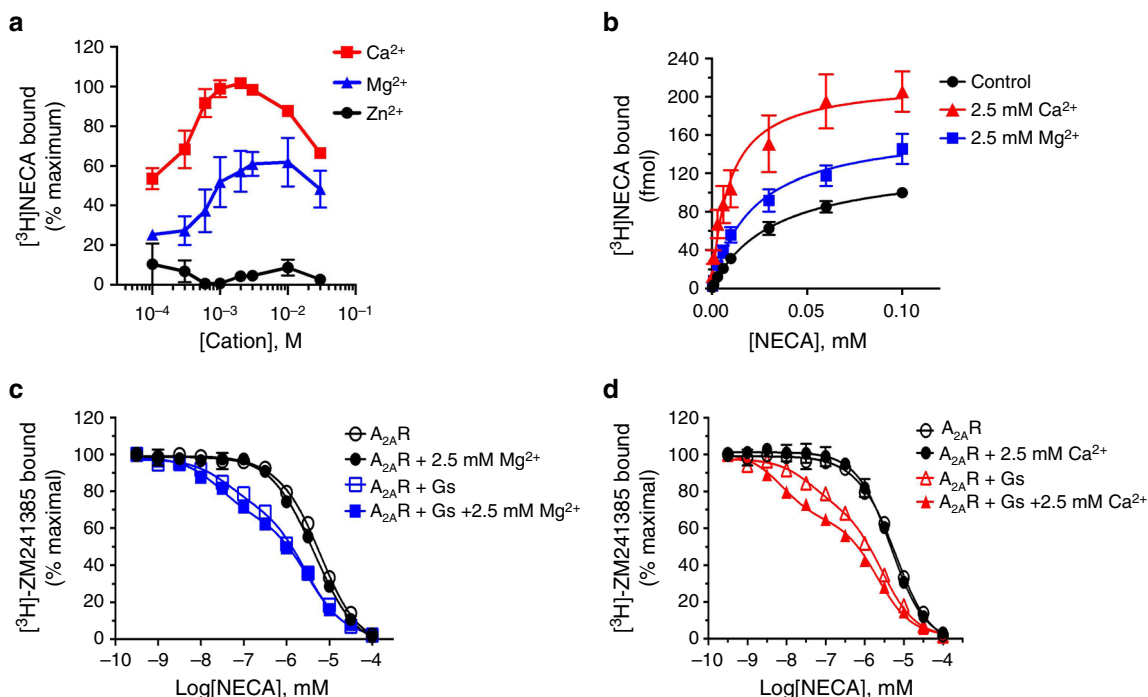 a
120
100
80
60
40
20
0
[³H]NECA bound
(% maximum)
Ca²⁺
Mg²⁺
Zn²⁺
10⁻⁴ 10⁻³ 10⁻² 10⁻¹
[Cation], M
b
240
200
160
120
80
40
0
[³H]NECA bound
(fmol)
Control
2.5 mM Ca²⁺
2.5 mM Mg²⁺
0.00 0.05 0.10
[NECA], mM
c
120
100
80
60
40
20
0
[³H]-ZM241385 bound
(% maximal)
A₂AR
A₂AR + 2.5 mM Mg²⁺
A₂AR + Gs
A₂AR + Gs +2.5 mM Mg²⁺
–10 –9 –8 –7 –6 –5 –4
Log[NECA], mM
d
120
100
80
60
40
20
0
[³H]-ZM241385 bound
(% maximal)
A₂AR
A₂AR + 2.5 mM Ca²⁺
A₂AR + Gs
A₂AR + Gs +2.5 mM Ca²⁺
–10 –9 –8 –7 –6 –5 –4
Log[NECA], mM